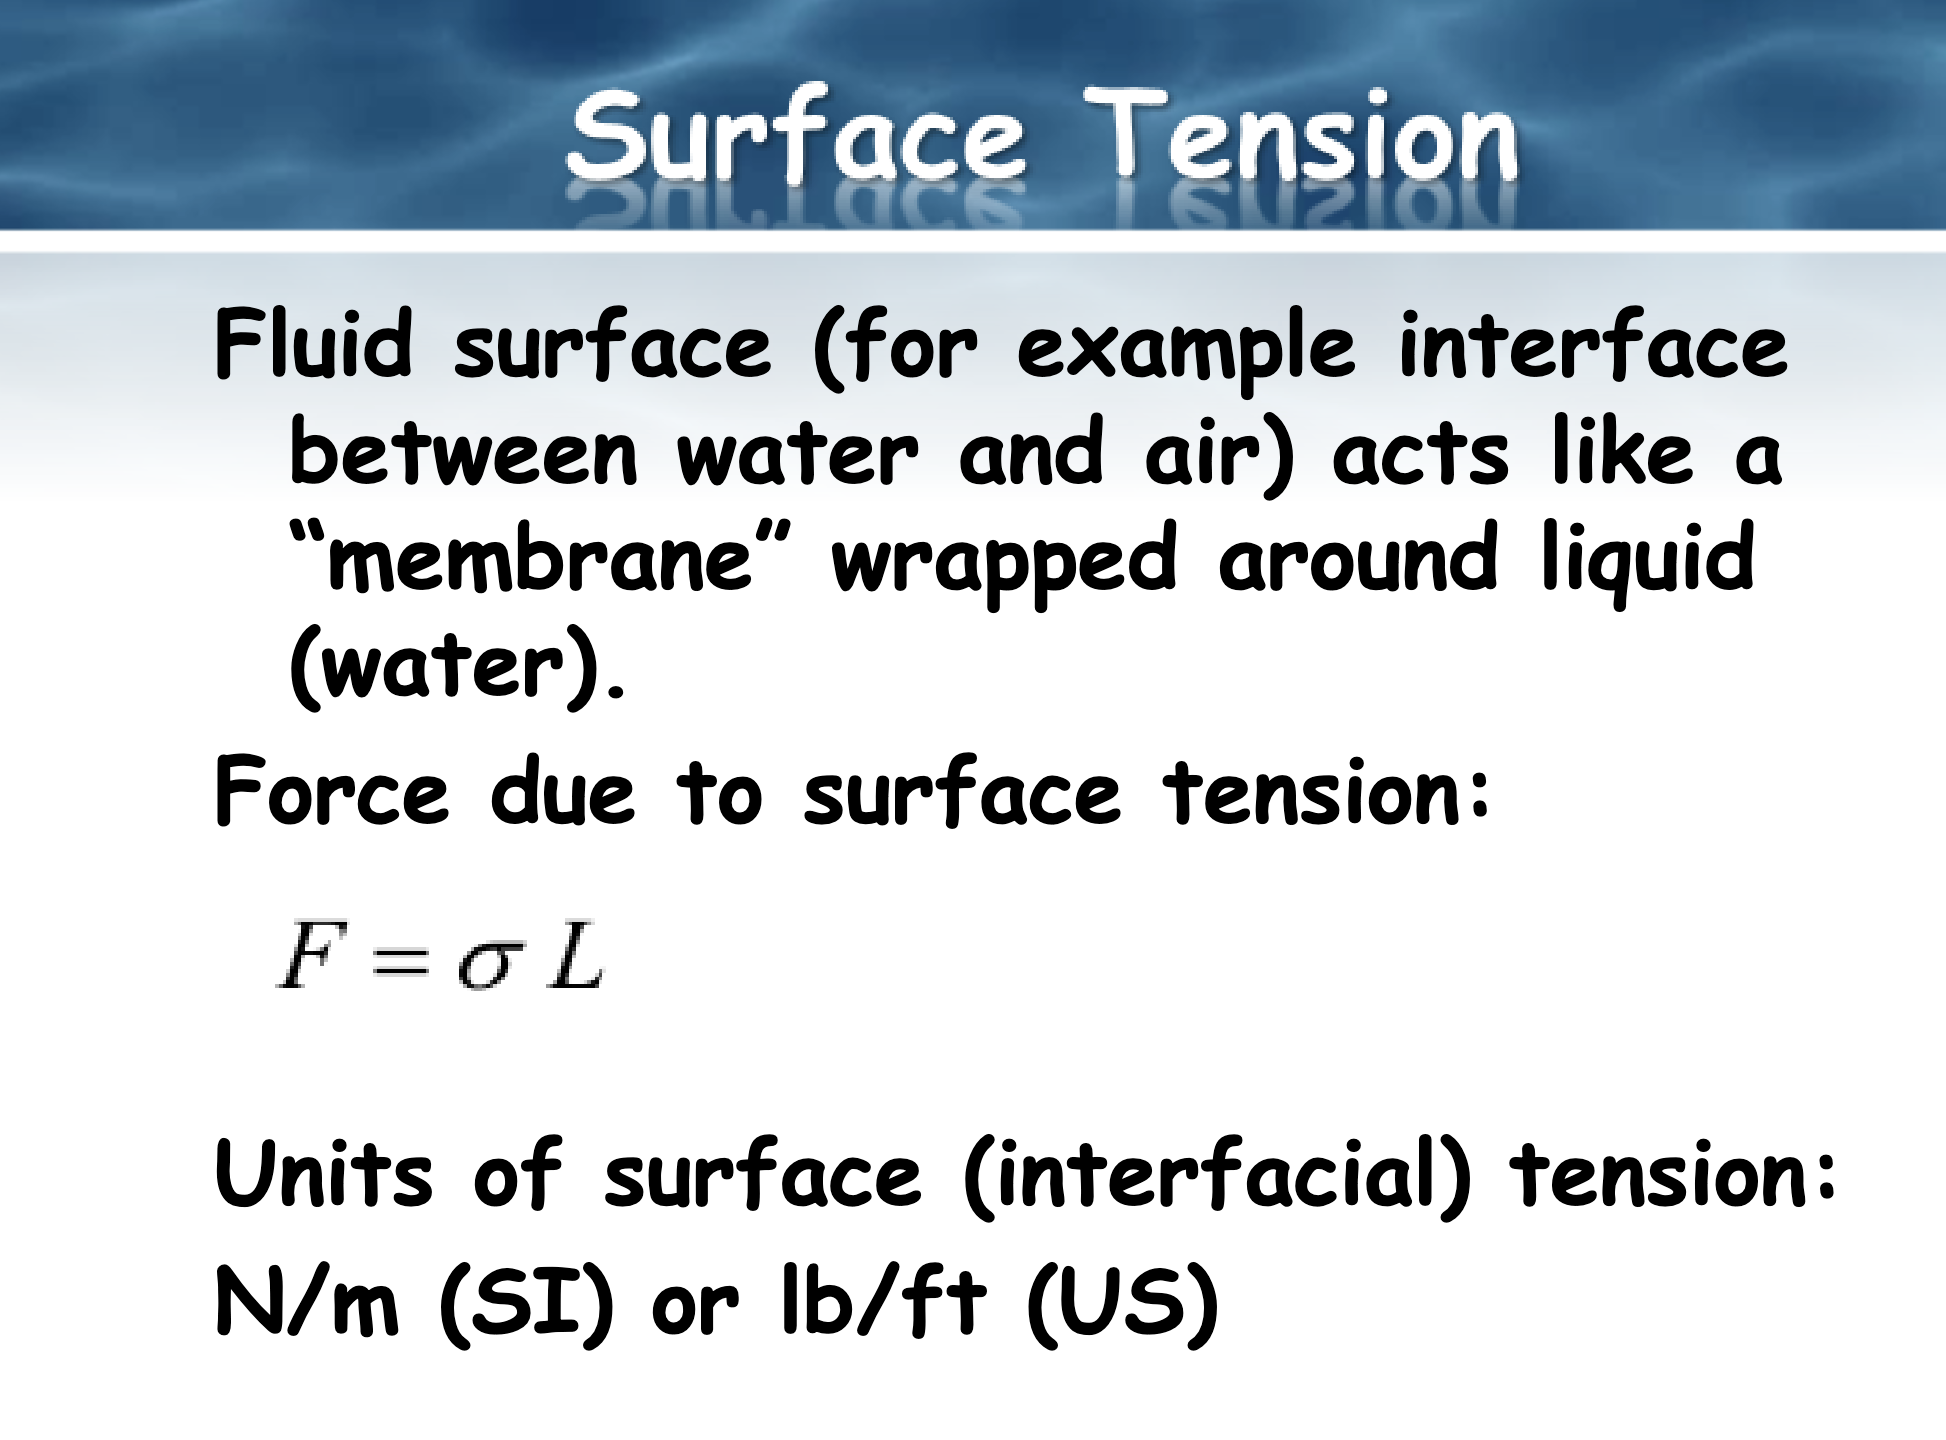 Surface Tension
Fluid surface (for example interface
between water and air) acts like a
“membrane” wrapped around liquid
(water).
Force due to surface tension:
F = σ L
Units of surface (interfacial) tension:
N/m (SI) or lb/ft (US)